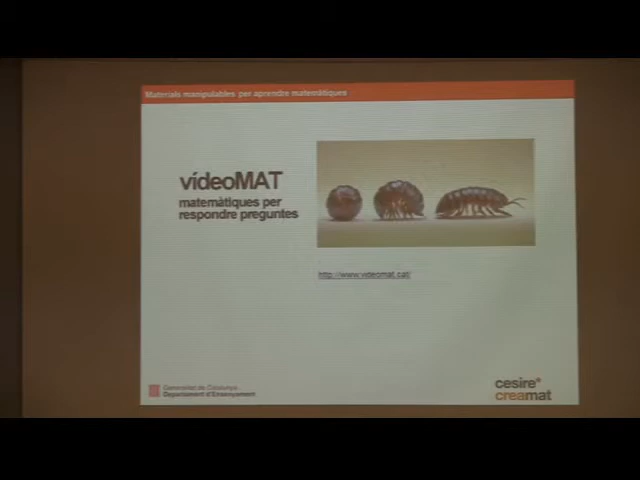 Materials manipulables per aprendre matemàtiques
vídeoMAT
matemàtiques per
respondre preguntes
http://www.videomat.cat/
Generalitat de Catalunya
Departament d'Ensenyament
cesire*
creamat